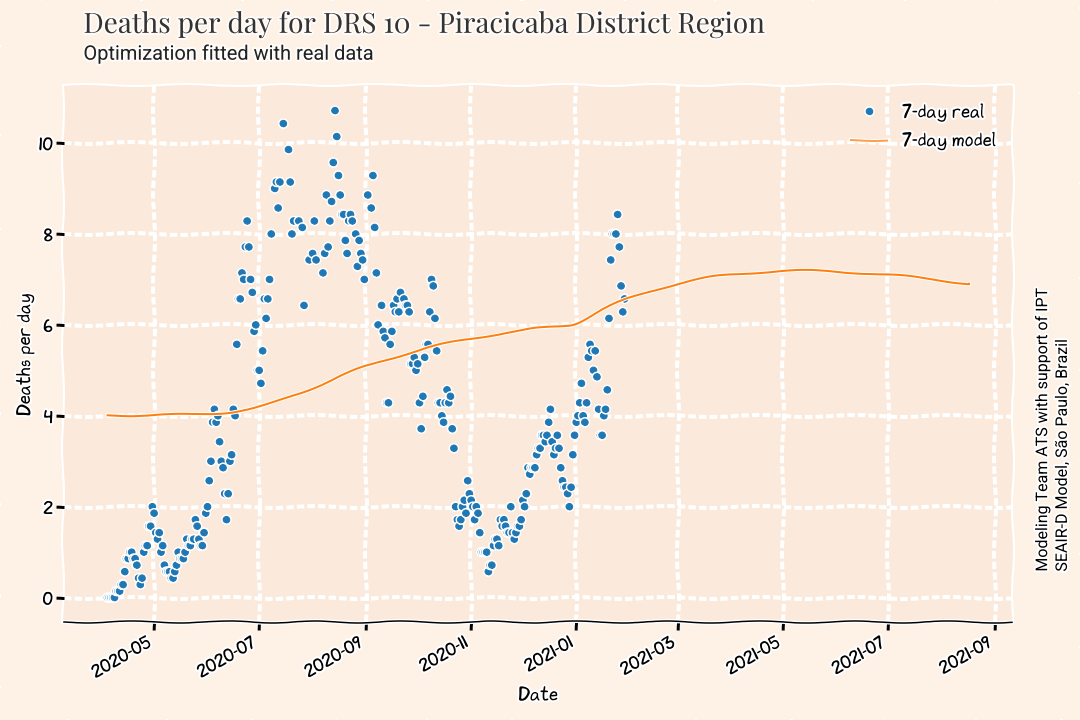 Deaths per day for DRS 10 - Piracicaba District Region
Optimization fitted with real data
7-day real
7-day model
Deaths per day
10
8
6
4
2
0
2020-05
2020-07
2020-09
2020-11
2021-01
2021-03
2021-05
2021-07
2021-09
Date
Modeling Team ATS with support of IPT
SEAIR-D Model, São Paulo, Brazil